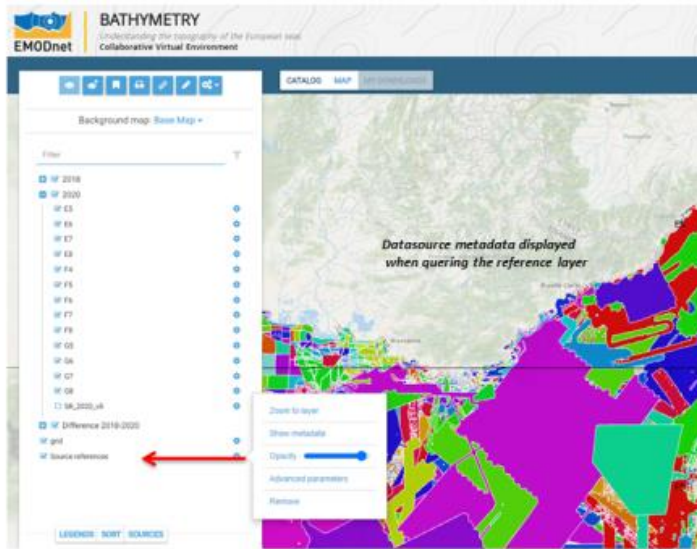 BATHYMETRY
Understanding the topography of the European seas
Collaborative Virtual Environment
EMODnet
CATALOG MAP MY DOWNLOADS
Background map: Base Map
Filter
2018
2020
E5
E6
E7
E8
F4
F5
F6
F7
F8
G5
G6
G7
G8
Difference 2018-2020
grid
Source references
Datasource metadata displayed
when quering the reference layer
Zoom to layer
Show metadata
Opacity
Advanced parameters
Remove
LEGENDS SORT SOURCES